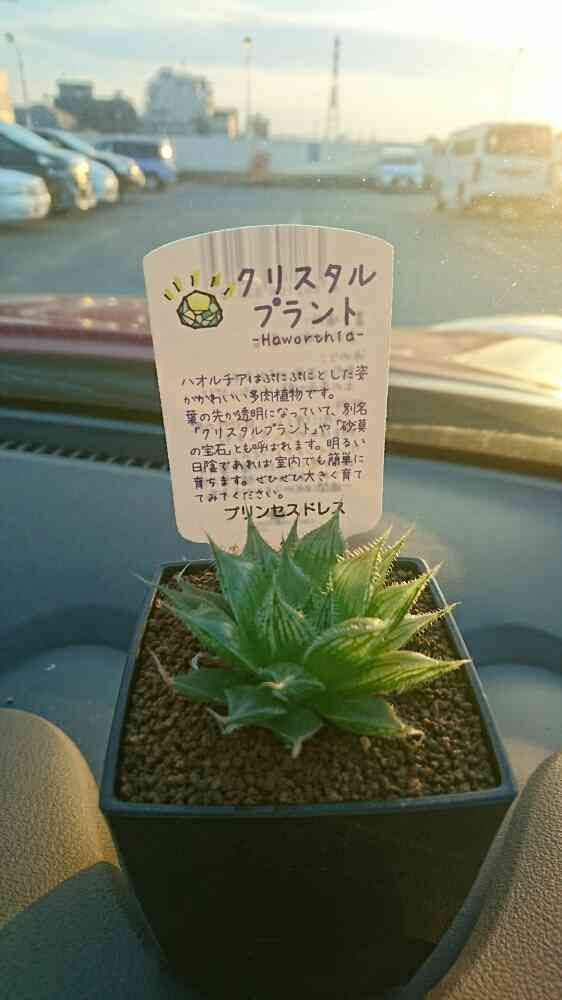 クリスタル
プラント
-Haworthia-
ハオルチアはぷにぷにとした姿
がかわいい多肉植物です。
葉の先が透明になっていて、別名
「クリスタルプラント」や「砂漠
の宝石」とも呼ばれます。明るい
日陰であれば室内でも簡単に
育ちます。ぜひぜひ大きく育て
てみてください。
プリンセスドレス